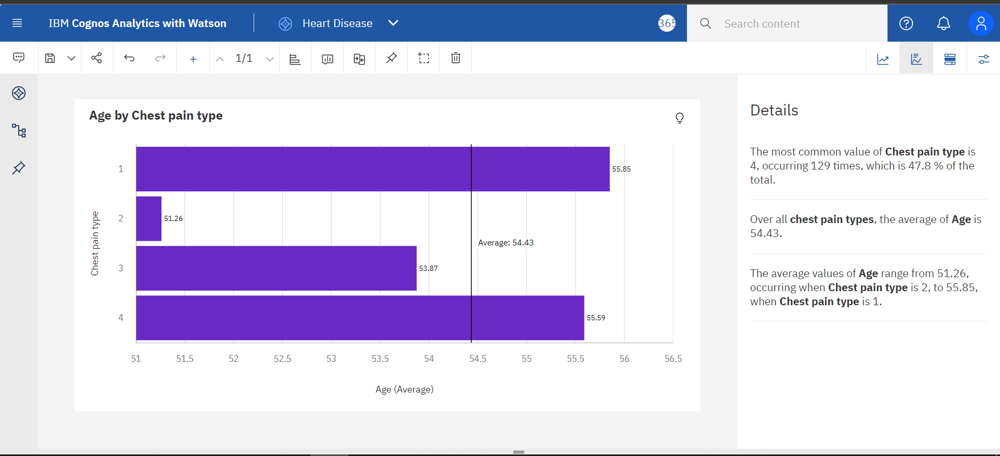 IBM Cognos Analytics with Watson
Heart Disease
365
Search content
1/1
Age by Chest pain type
Chest pain type
1
55.85
2
51.26
Average: 54.43
3
53.87
4
55.59
51 51.5 52 52.5 53 53.5 54 54.5 55 55.5 56 56.5
Age (Average)
Details
The most common value of Chest pain type is
4, occurring 129 times, which is 47.8 % of the
total.
Over all chest pain types, the average of Age is
54.43.
The average values of Age range from 51.26,
occurring when Chest pain type is 2, to 55.85,
when Chest pain type is 1.